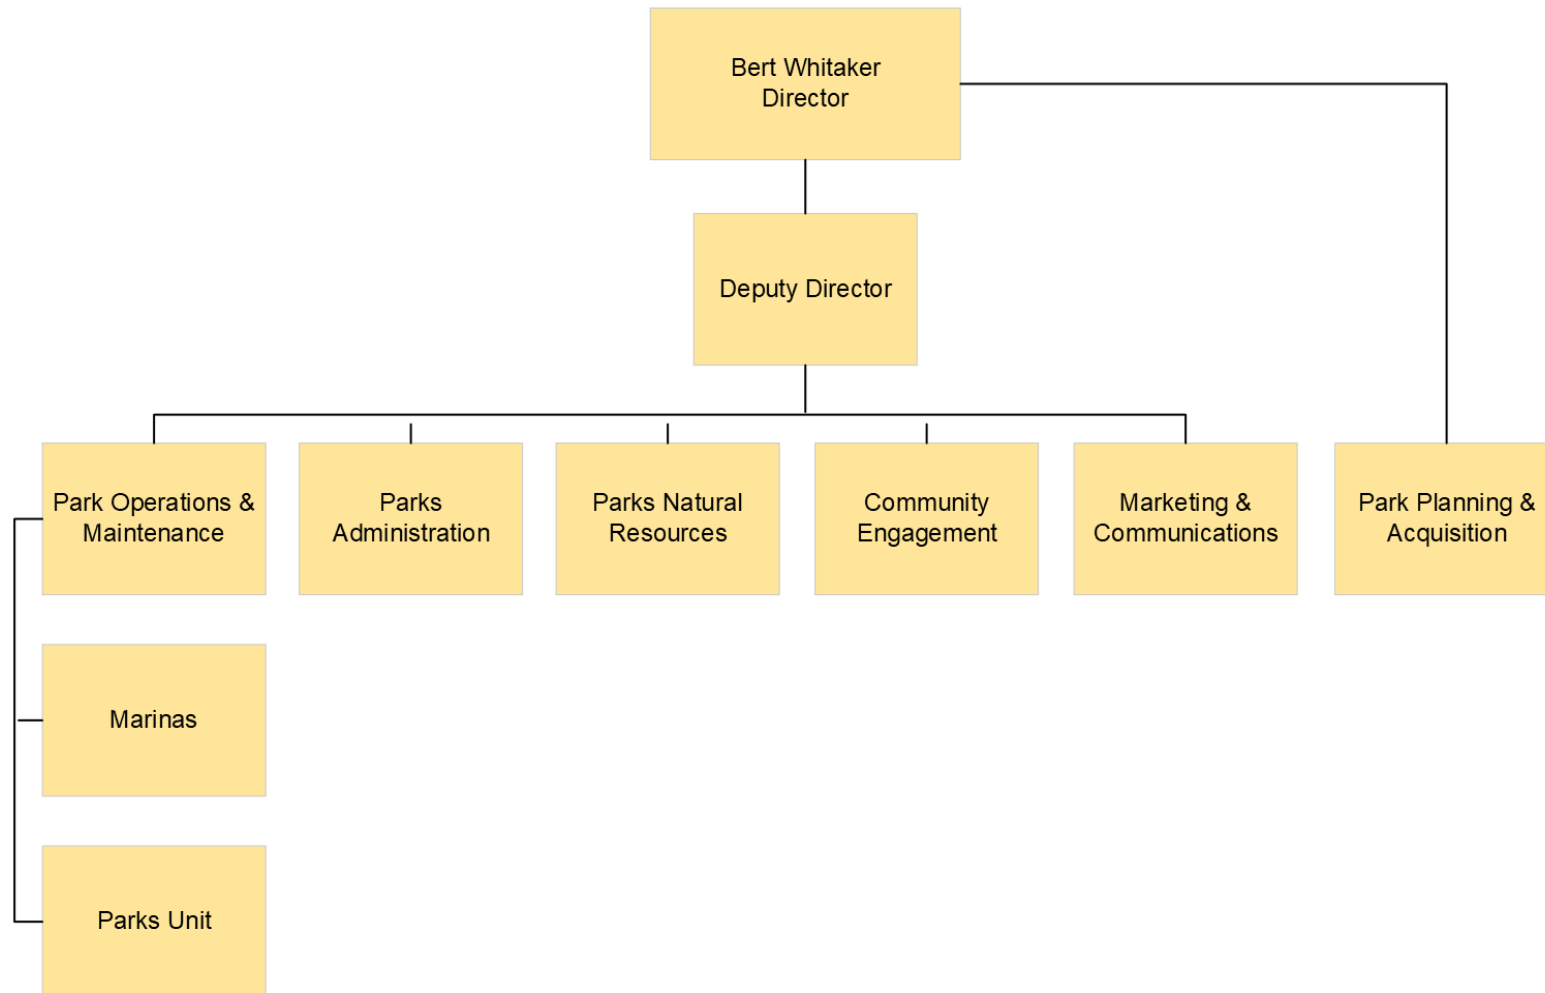 Bert Whitaker
Director
Deputy Director
Park Operations &
Maintenance
Parks
Administration
Parks Natural
Resources
Community
Engagement
Marketing &
Communications
Park Planning &
Acquisition
Marinas
Parks Unit